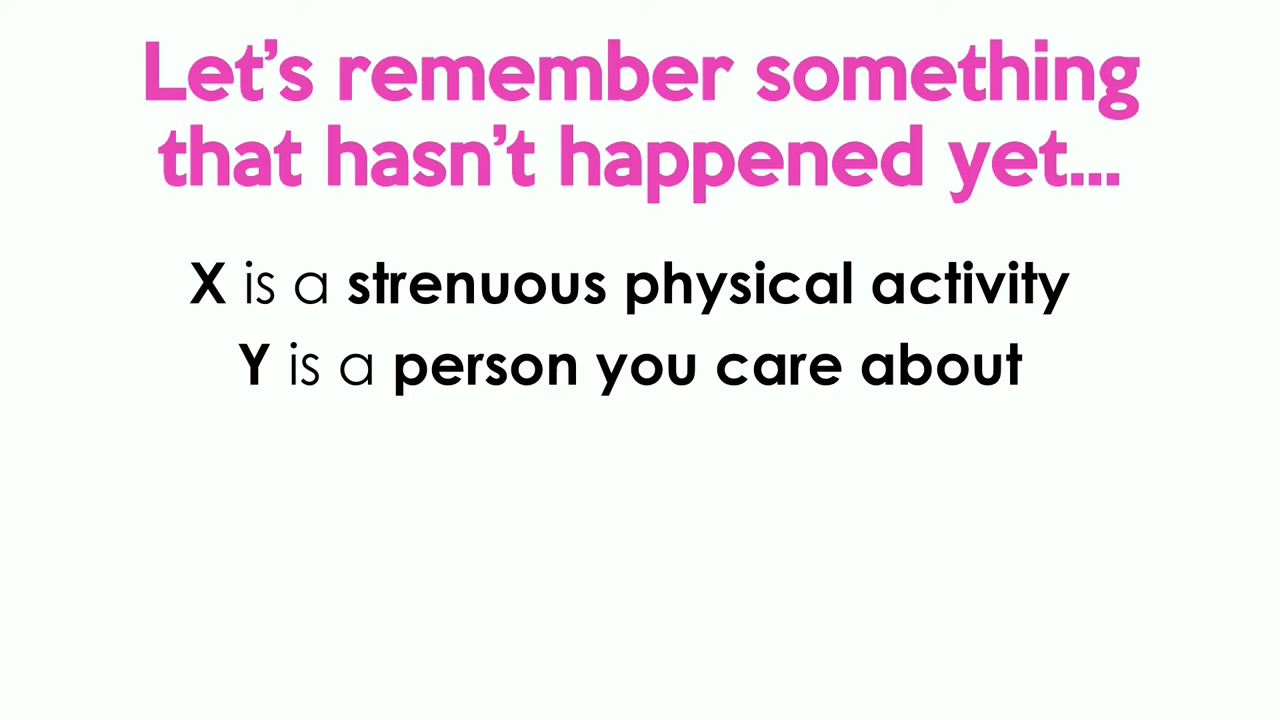 Let’s remember something
that hasn’t happened yet...
X is a strenuous physical activity
Y is a person you care about